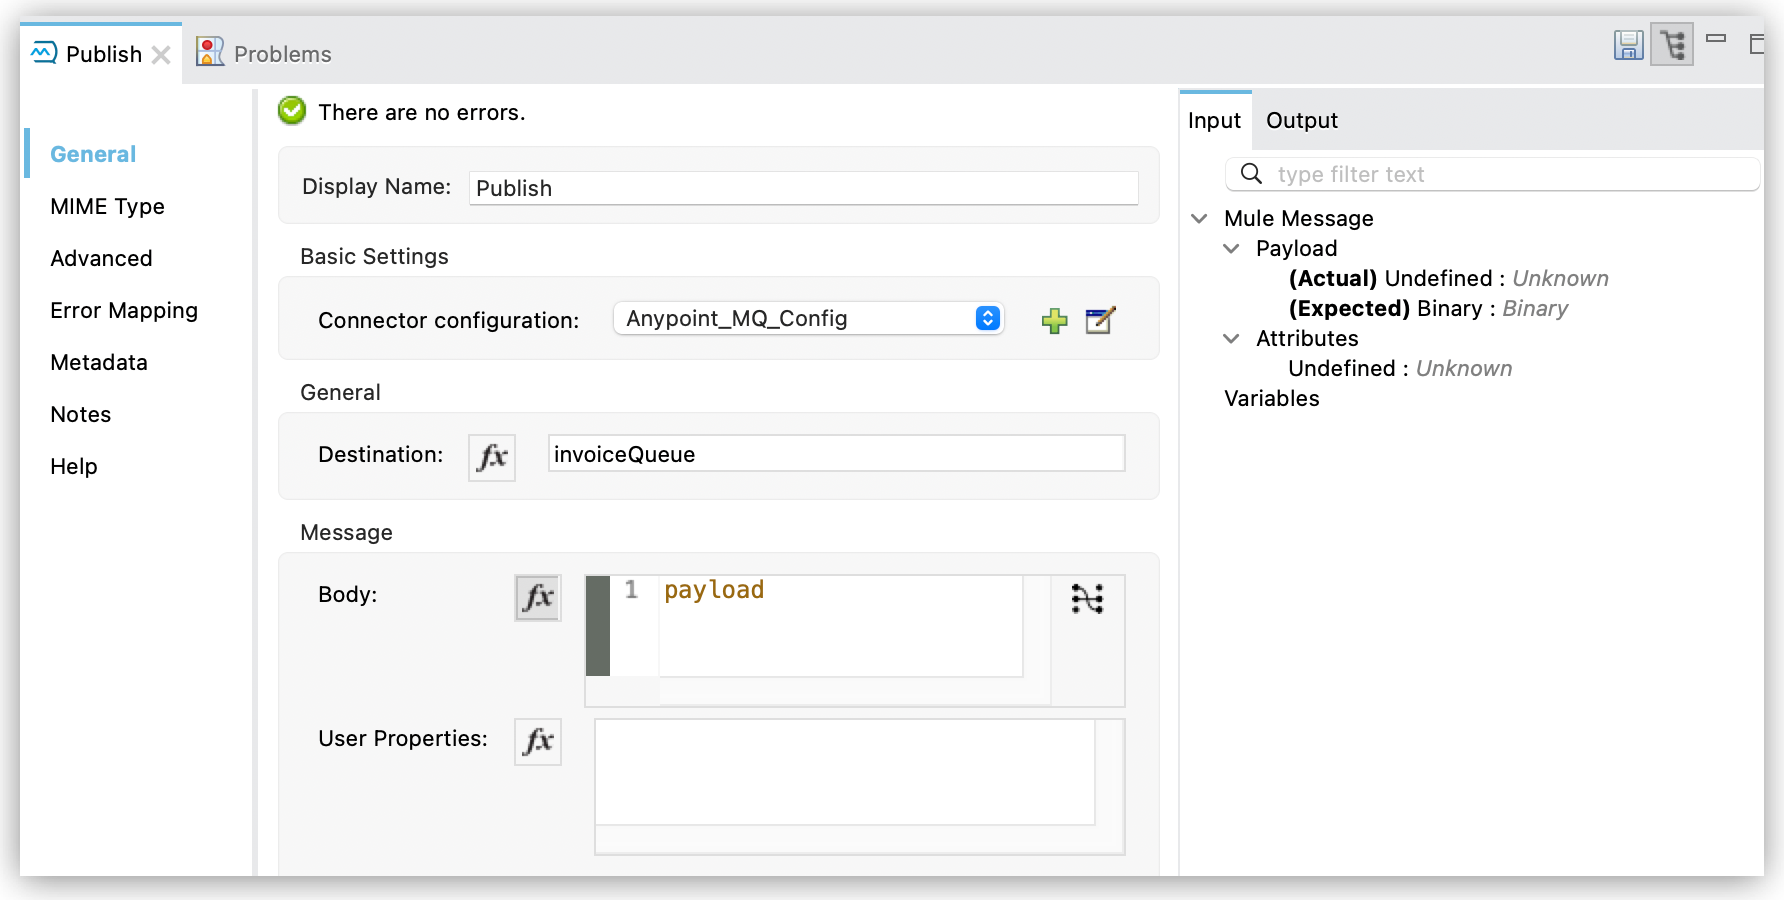 Publish
Problems
General
MIME Type
Advanced
Error Mapping
Metadata
Notes
Help
There are no errors.
Display Name: Publish
Basic Settings
Connector configuration: Anypoint_MQ_Config
General
Destination: fx invoiceQueue
Message
Body: fx 1 payload
User Properties: fx
Input Output
type filter text
Mule Message
Payload
(Actual) Undefined : Unknown
(Expected) Binary : Binary
Attributes
Undefined : Unknown
Variables